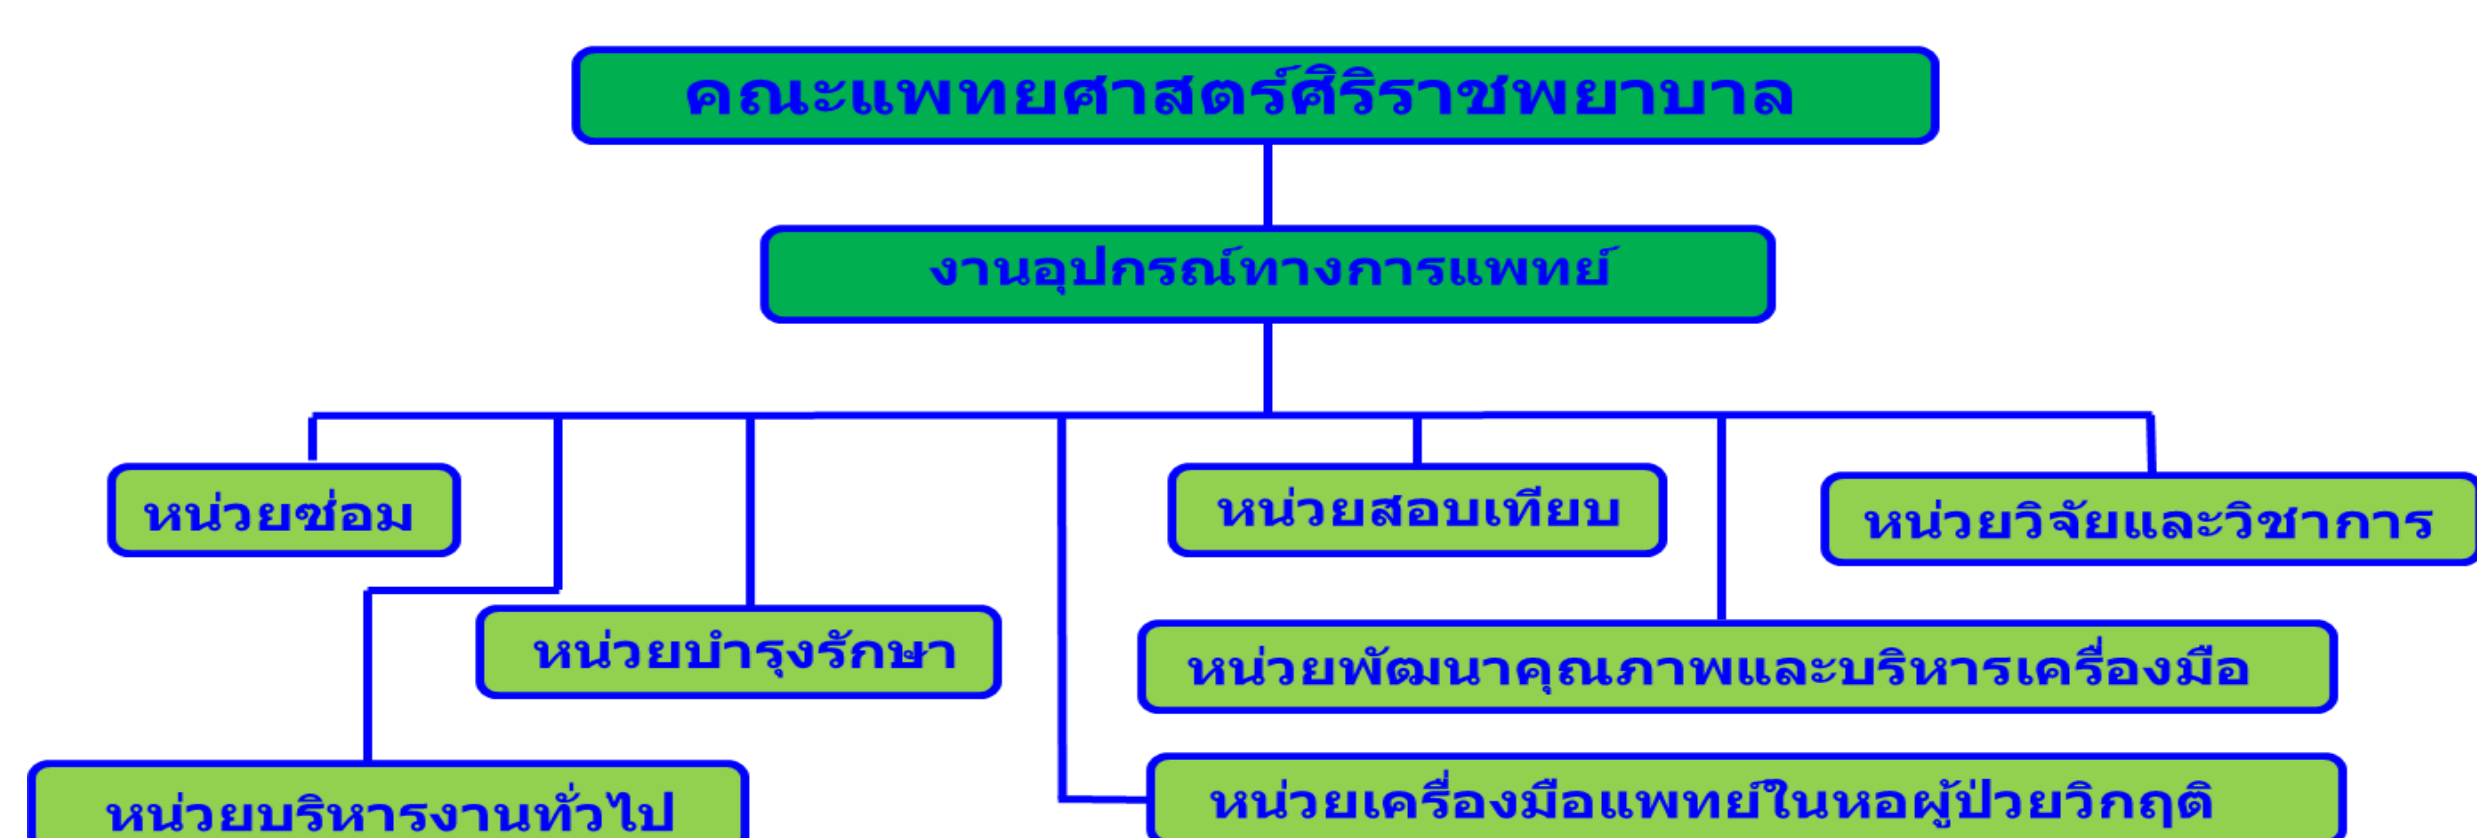 คณะแพทยศาสตร์ศิริราชพยาบาล
งานอุปกรณ์ทางการแพทย์
หน่วยซ่อม
หน่วยสอบเทียบ
หน่วยวิจัยและวิชาการ
หน่วยบำรุงรักษา
หน่วยพัฒนาคุณภาพและบริหารเครื่องมือ
หน่วยบริหารงานทั่วไป
หน่วยเครื่องมือแพทย์ในหอผู้ป่วยวิกฤติ